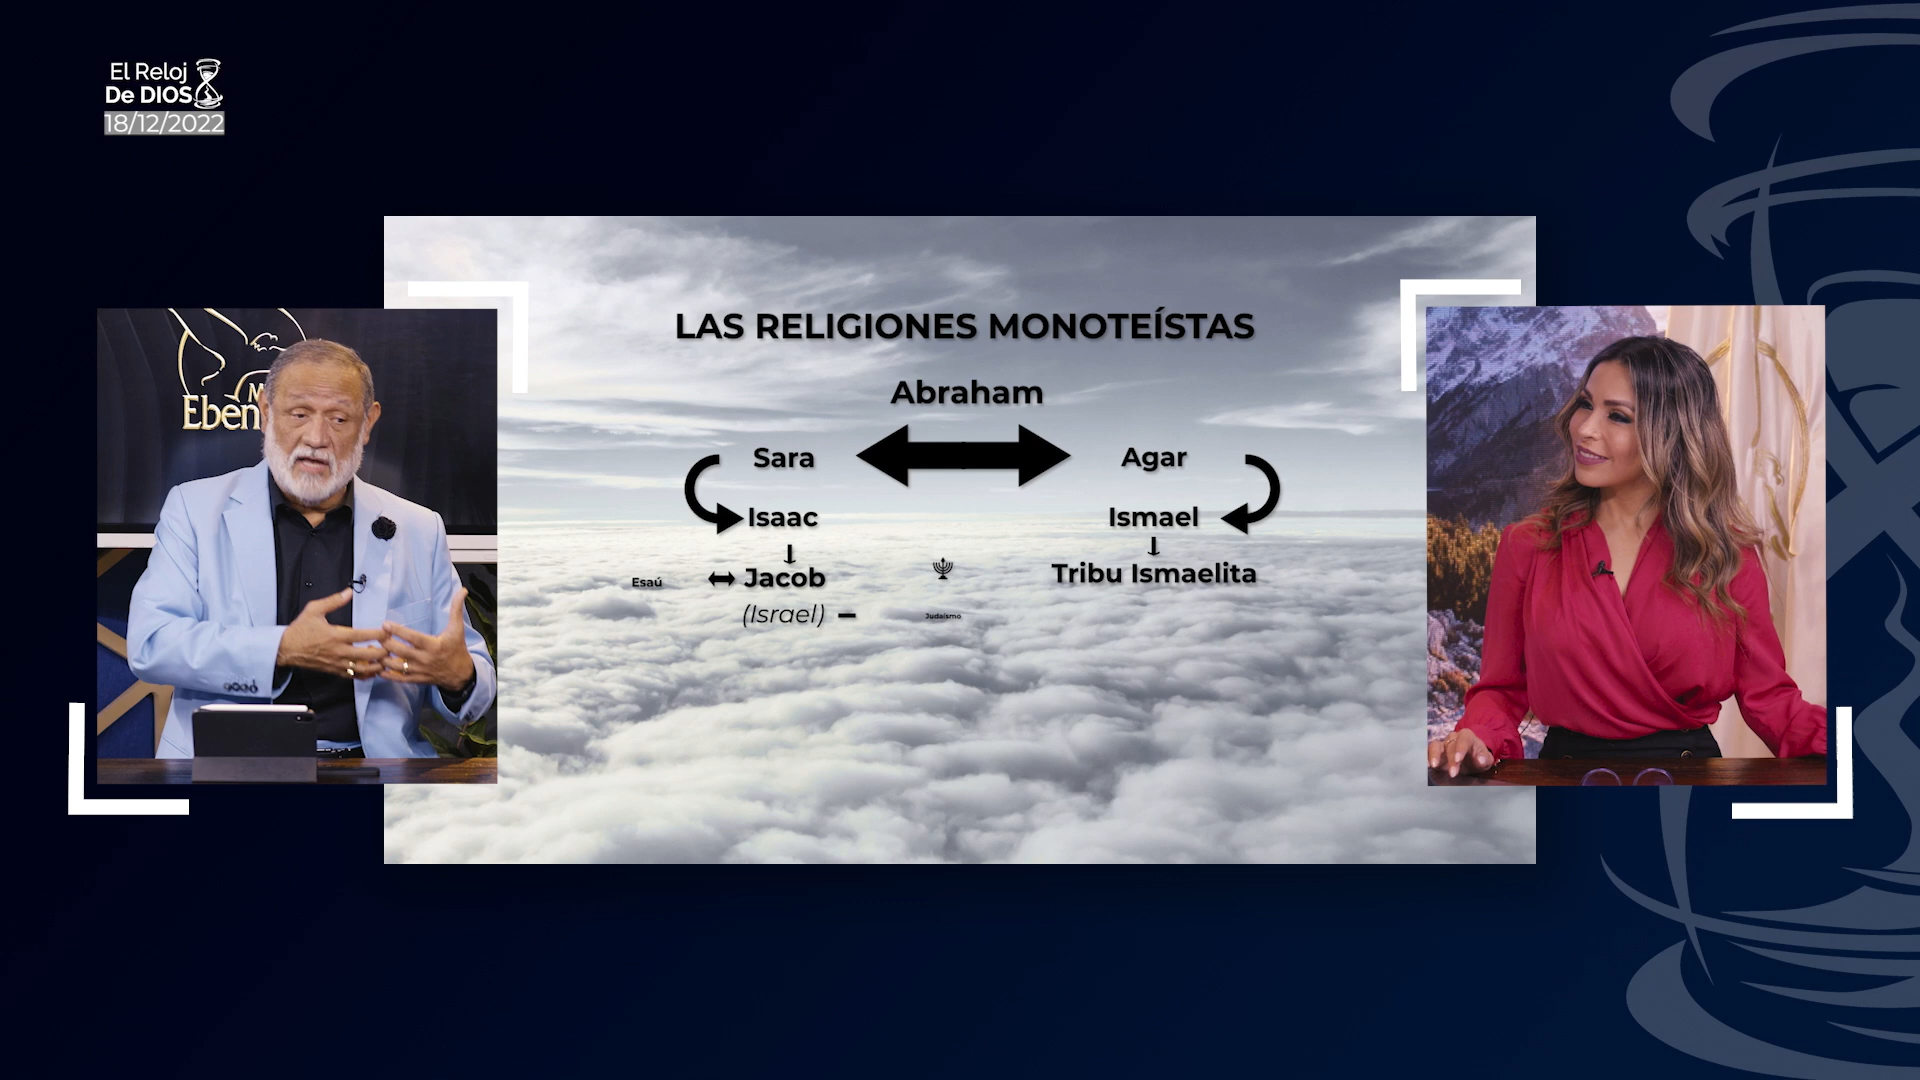 El Reloj
De DIOS
18/12/2022
M
Eben
LAS RELIGIONES MONOTEÍSTAS
Abraham
Sara
Agar
Isaac
Ismael
Esaú
Jacob
Tribu Ismaelita
(Israel) –
Judaísmo